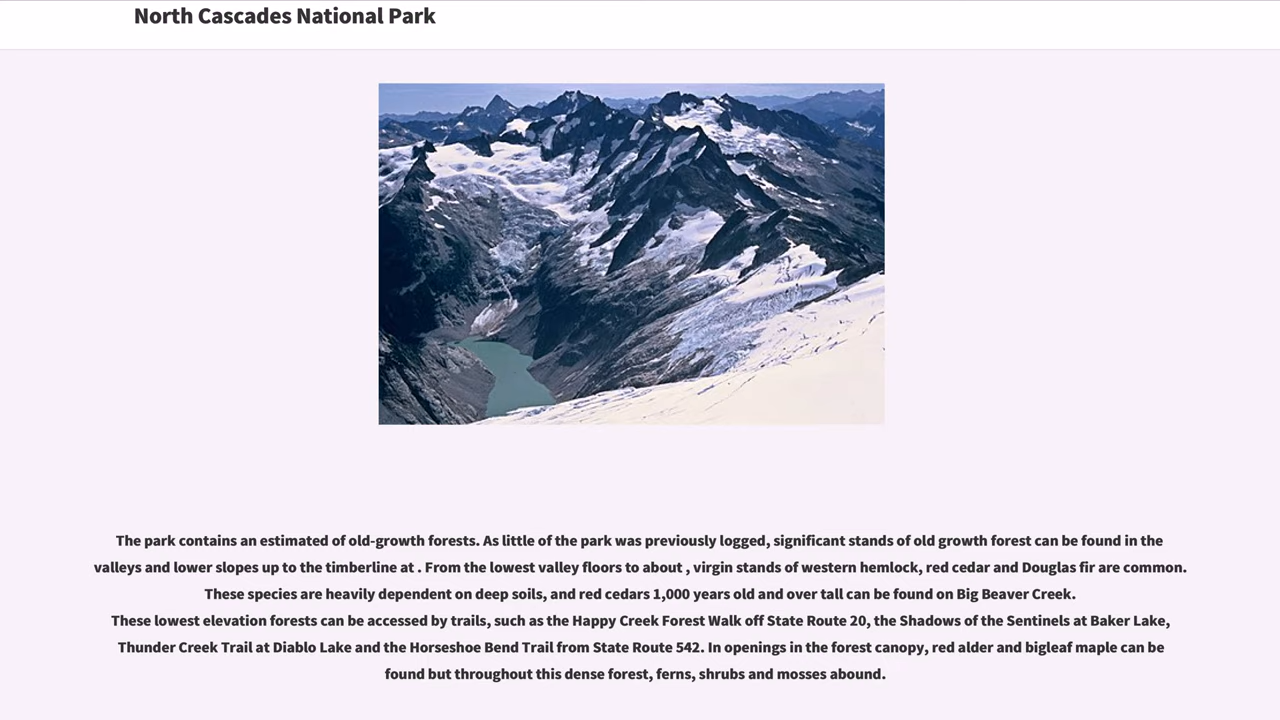 North Cascades National Park
The park contains an estimated of old-growth forests. As little of the park was previously logged, significant stands of old growth forest can be found in the
valleys and lower slopes up to the timberline at . From the lowest valley floors to about , virgin stands of western hemlock, red cedar and Douglas fir are common.
These species are heavily dependent on deep soils, and red cedars 1,000 years old and over tall can be found on Big Beaver Creek.
These lowest elevation forests can be accessed by trails, such as the Happy Creek Forest Walk off State Route 20, the Shadows of the Sentinels at Baker Lake,
Thunder Creek Trail at Diablo Lake and the Horseshoe Bend Trail from State Route 542. In openings in the forest canopy, red alder and bigleaf maple can be
found but throughout this dense forest, ferns, shrubs and mosses abound.